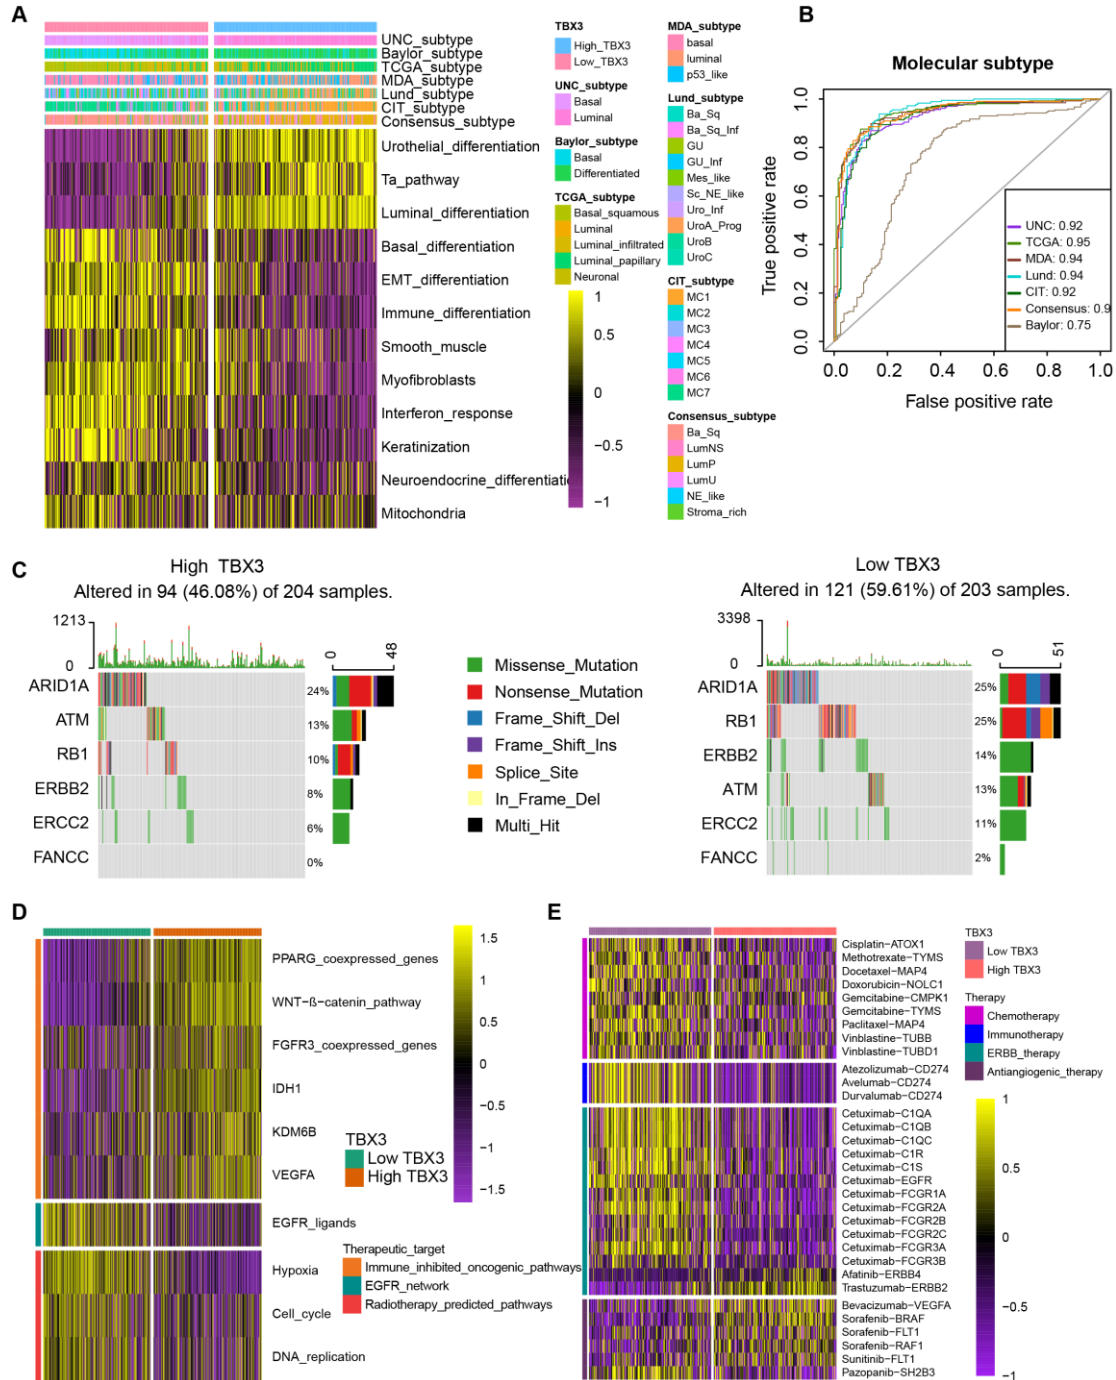 A
UNC_subtype
Baylor_subtype
TCGA_subtype
MDA_subtype
Lund_subtype
CIT_subtype
Consensus_subtype
Urothelial_differentiation
Ta_pathway
Luminal_differentiation
Basal_differentiation
EMT_differentiation
Immune_differentiation
Smooth_muscle
Myofibroblasts
Interferon_response
Keratinization
Neuroendocrine_differentiatio
Mitochondria
TBX3
High_TBX3
Low_TBX3
UNC_subtype
Basal
Luminal
Baylor_subtype
Basal
Differentiated
TCGA_subtype
Basal_squamous
Luminal
Luminal_infiltrated
Luminal_papillary
Neuronal
1
0.5
0
−0.5
−1
MDA_subtype
basal
luminal
p53_like
Lund_subtype
Ba_Sq
Ba_Sq_Inf
GU
GU_Inf
Mes_like
Sc_NE_like
Uro_Inf
UroA_Prog
UroB
UroC
CIT_subtype
MC1
MC2
MC3
MC4
MC5
MC6
MC7
Consensus_subtype
Ba_Sq
LumNS
LumP
LumU
NE_like
Stroma_rich
B
Molecular subtype
True positive rate
1.0
0.8
0.6
0.4
0.2
0.0
UNC: 0.92
TCGA: 0.95
MDA: 0.94
Lund: 0.94
CIT: 0.92
Consensus: 0.9
Baylor: 0.75
0.0 0.2 0.4 0.6 0.8 1.0
False positive rate
C
High TBX3
Altered in 94 (46.08%) of 204 samples.
1213
0
0 48
ARID1A 24%
ATM 13%
RB1 10%
ERBB2 8%
ERCC2 6%
FANCC 0%
Missense_Mutation
Nonsense_Mutation
Frame_Shift_Del
Frame_Shift_Ins
Splice_Site
In_Frame_Del
Multi_Hit
Low TBX3
Altered in 121 (59.61%) of 203 samples.
3398
0
0 51
ARID1A 25%
RB1 25%
ERBB2 14%
ATM 13%
ERCC2 11%
FANCC 2%
D
PPARG_coexpressed_genes
WNT−ß−catenin_pathway
FGFR3_coexpressed_genes
IDH1
KDM6B
VEGFA
EGFR_ligands
Hypoxia
Cell_cycle
DNA_replication
TBX3
Low TBX3
High TBX3
1.5
1
0.5
0
−0.5
−1
−1.5
Therapeutic_target
Immune_inhibited_oncogenic_pathways
EGFR_network
Radiotherapy_predicted_pathways
E
Cisplatin−ATOX1
Methotrexate−TYMS
Docetaxel−MAP4
Doxorubicin−NOLC1
Gemcitabine−CMPK1
Gemcitabine−TYMS
Paclitaxel−MAP4
Vinblastine−TUBB
Vinblastine−TUBD1
Atezolizumab−CD274
Avelumab−CD274
Durvalumab−CD274
Cetuximab−C1QA
Cetuximab−C1QB
Cetuximab−C1QC
Cetuximab−C1R
Cetuximab−C1S
Cetuximab−EGFR
Cetuximab−FCGR1A
Cetuximab−FCGR2A
Cetuximab−FCGR2B
Cetuximab−FCGR2C
Cetuximab−FCGR3A
Cetuximab−FCGR3B
Afatinib−ERBB4
Trastuzumab−ERBB2
Bevacizumab−VEGFA
Sorafenib−BRAF
Sorafenib−FLT1
Sorafenib−RAF1
Sunitinib−FLT1
Pazopanib−SH2B3
TBX3
Low TBX3
High TBX3
Therapy
Chemotherapy
Immunotherapy
ERBB_therapy
Antiangiogenic_therapy
1
0.5
0
−0.5
−1